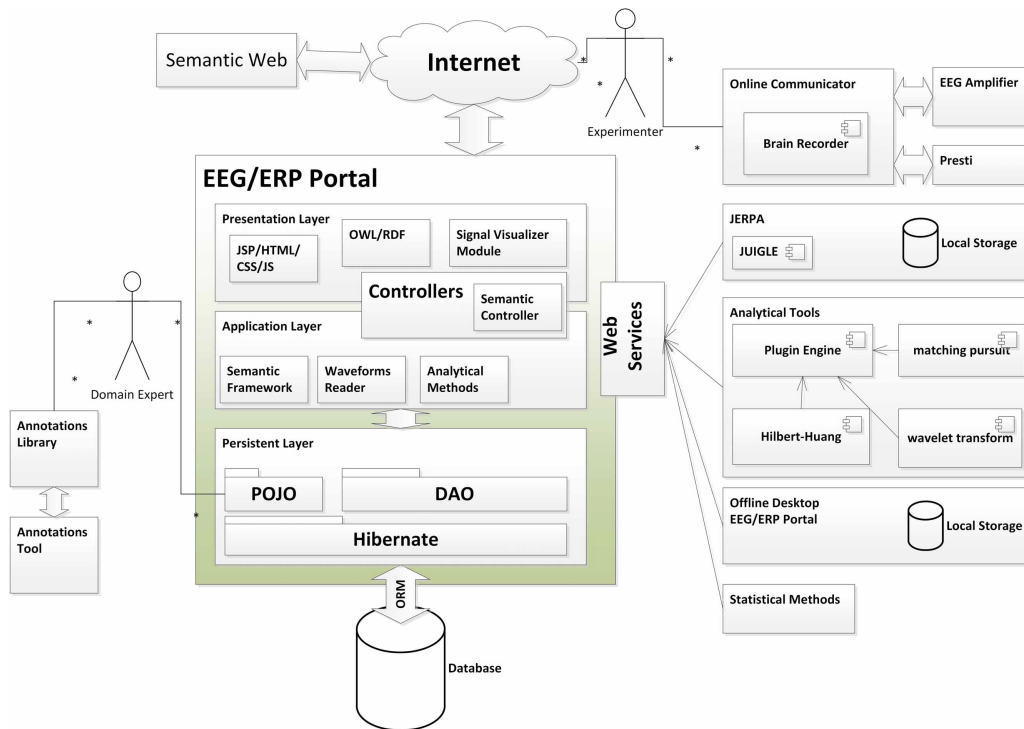 Semantic Web
Internet
*
*
*
Experimenter
*
Online Communicator
Brain Recorder
EEG Amplifier
Presti
EEG/ERP Portal
Presentation Layer
JSP/HTML/
CSS/JS
OWL/RDF
Signal Visualizer
Module
Controllers
Semantic
Controller
Application Layer
Semantic
Framework
Waveforms
Reader
Analytical
Methods
Persistent Layer
POJO
DAO
Hibernate
ORM
Database
Web
Services
*
*
*
Domain Expert
*
Annotations
Library
Annotations
Tool
JERPA
JUIGLE
Local Storage
Analytical Tools
Plugin Engine
matching pursuit
Hilbert-Huang
wavelet transform
Offline Desktop
EEG/ERP Portal
Local Storage
Statistical Methods